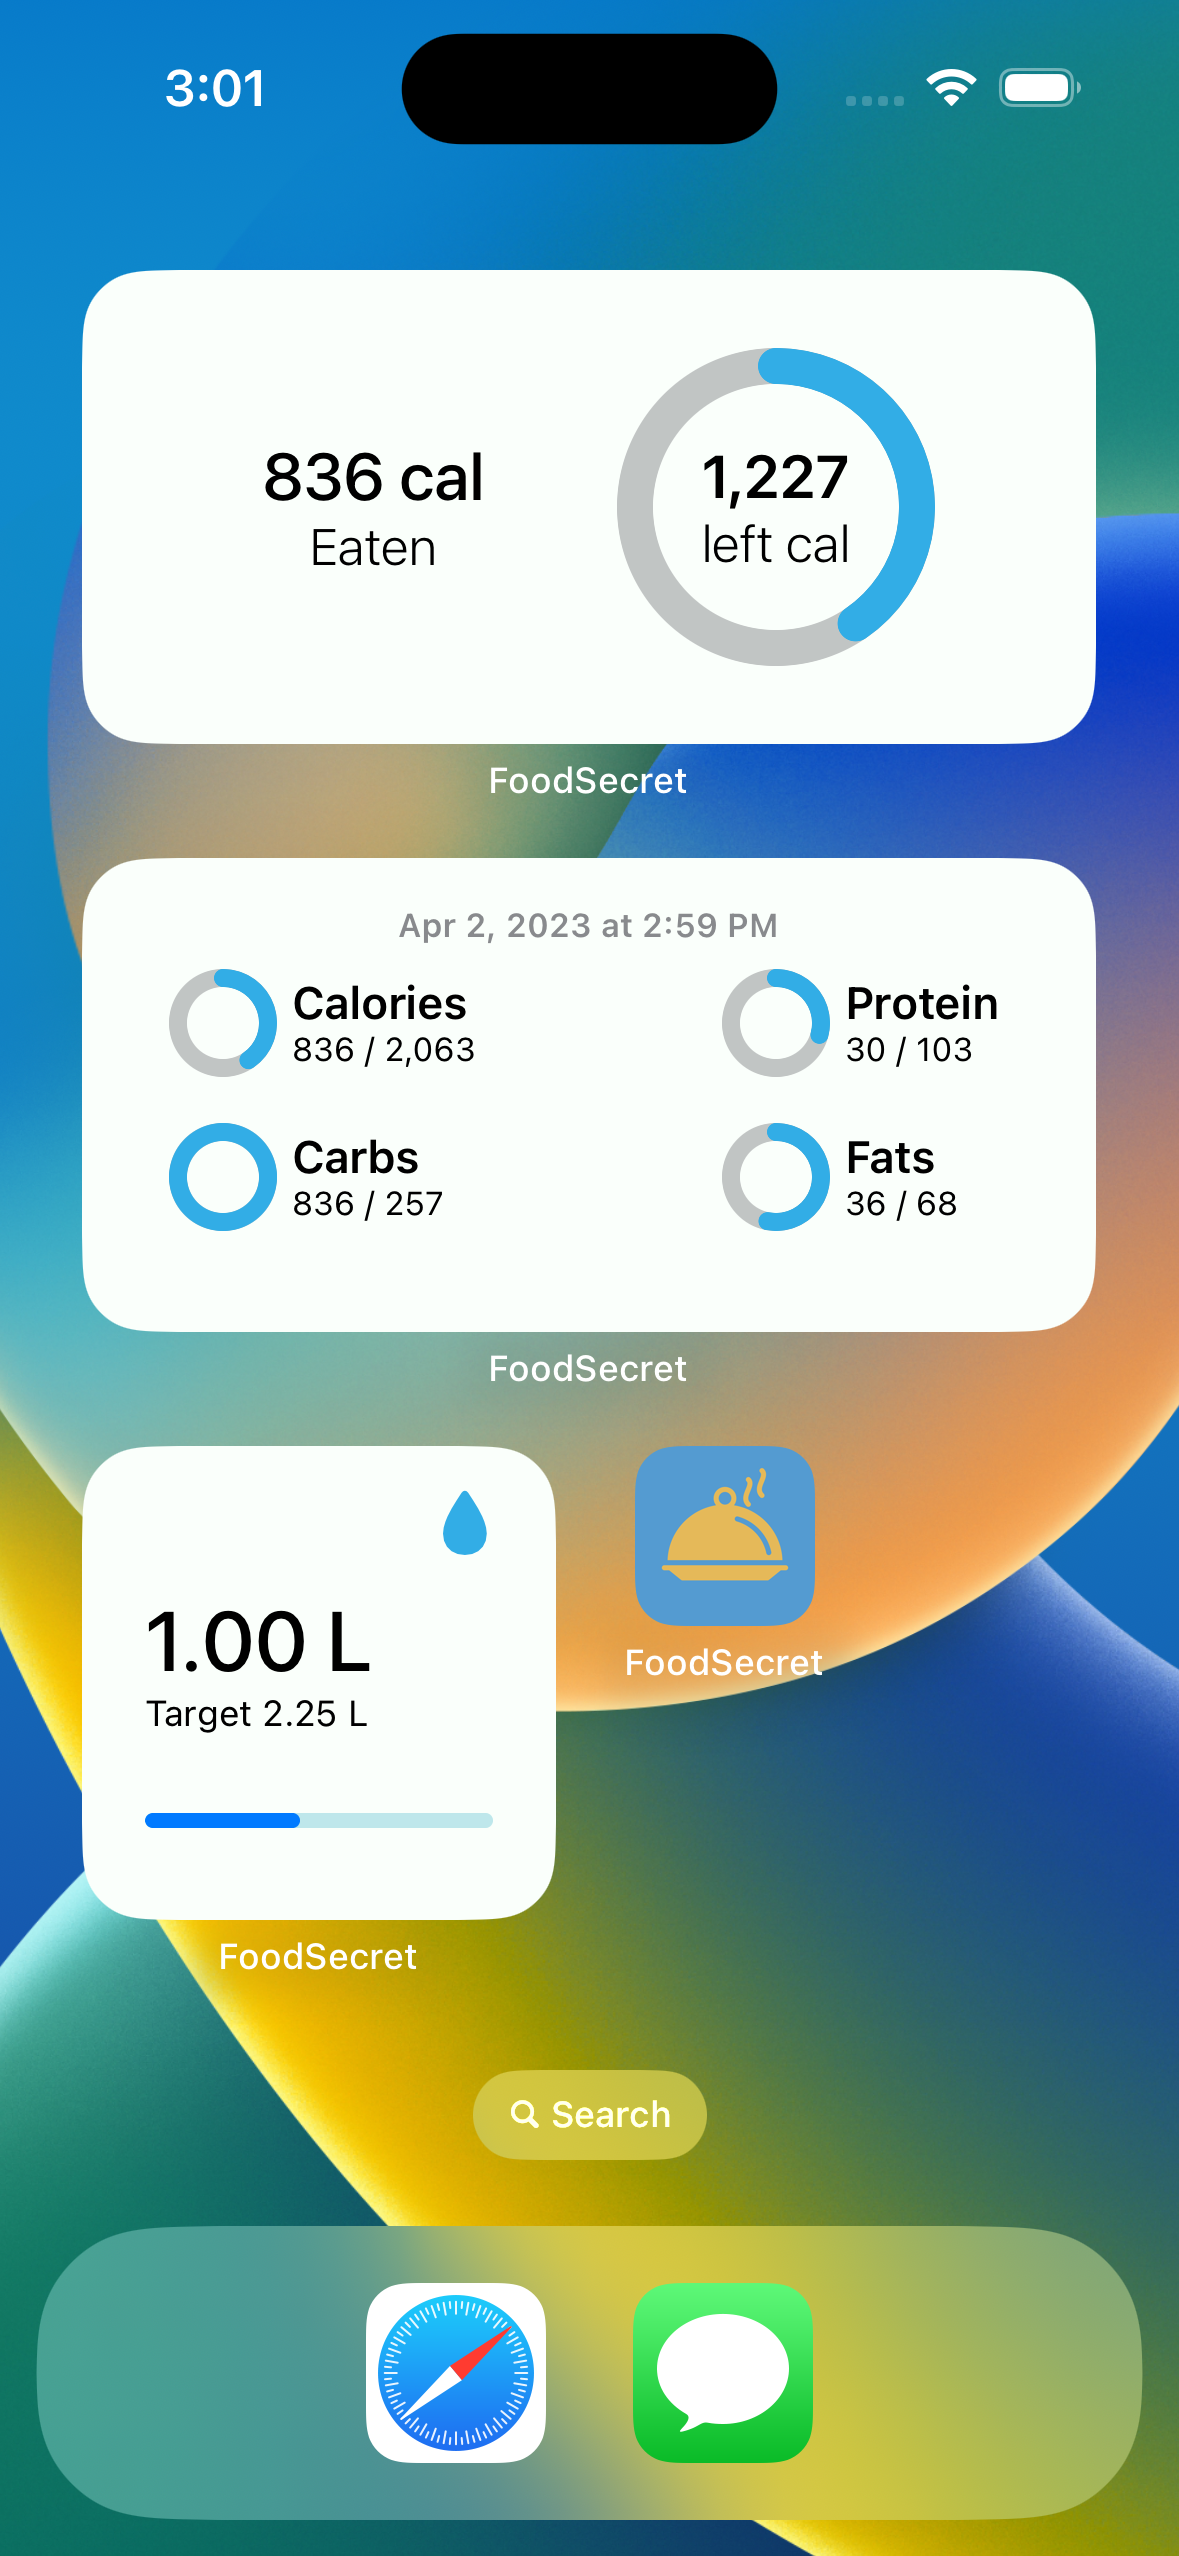 3:01
836 cal
Eaten
1,227
left cal
FoodSecret
Apr 2, 2023 at 2:59 PM
Calories
836 / 2,063
Protein
30 / 103
Carbs
836 / 257
Fats
36 / 68
FoodSecret
1.00 L
Target 2.25 L
FoodSecret
FoodSecret
Search